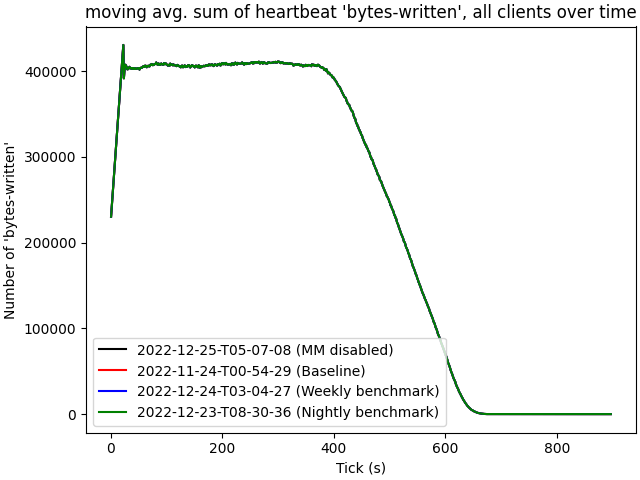 moving avg. sum of heartbeat 'bytes-written', all clients over time
Number of 'bytes-written'
400000
300000
200000
100000
0
2022-12-25-T05-07-08 (MM disabled)
2022-11-24-T00-54-29 (Baseline)
2022-12-24-T03-04-27 (Weekly benchmark)
2022-12-23-T08-30-36 (Nightly benchmark)
0 200 400 600 800
Tick (s)